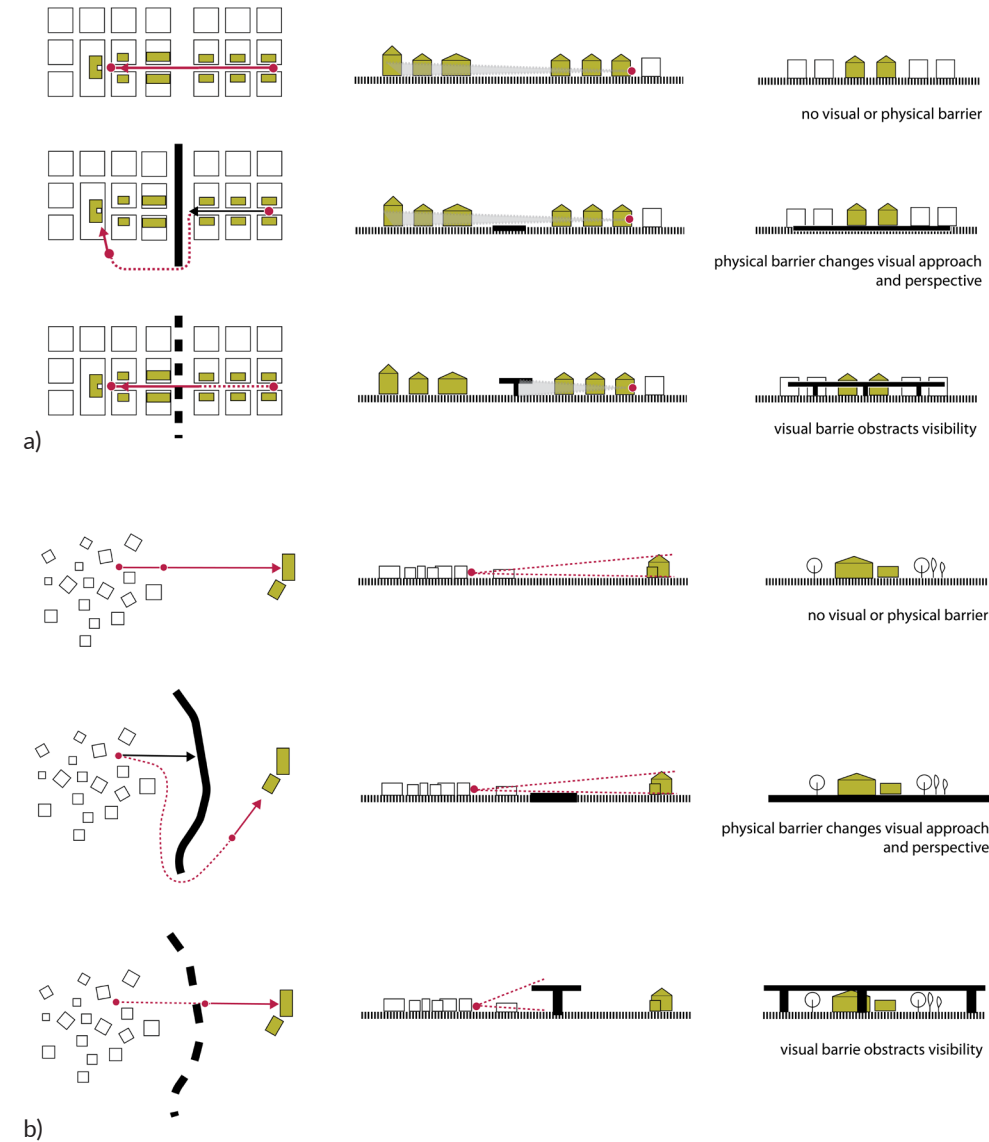 no visual or physical barrier
physical barrier changes visual approach
and perspective
visual barrie obstracts visibility
a)
no visual or physical barrier
physical barrier changes visual approach
and perspective
visual barrie obstracts visibility
b)